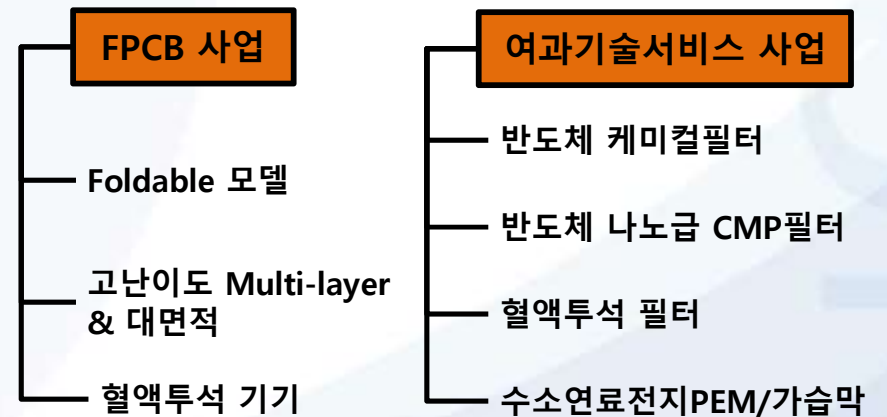 FPCB 사업
Foldable 모델
고난이도 Multi-layer
& 대면적
혈액투석 기기
여과기술서비스 사업
반도체 케미컬필터
반도체 나노급 CMP필터
혈액투석 필터
수소연료전지PEM/가습막